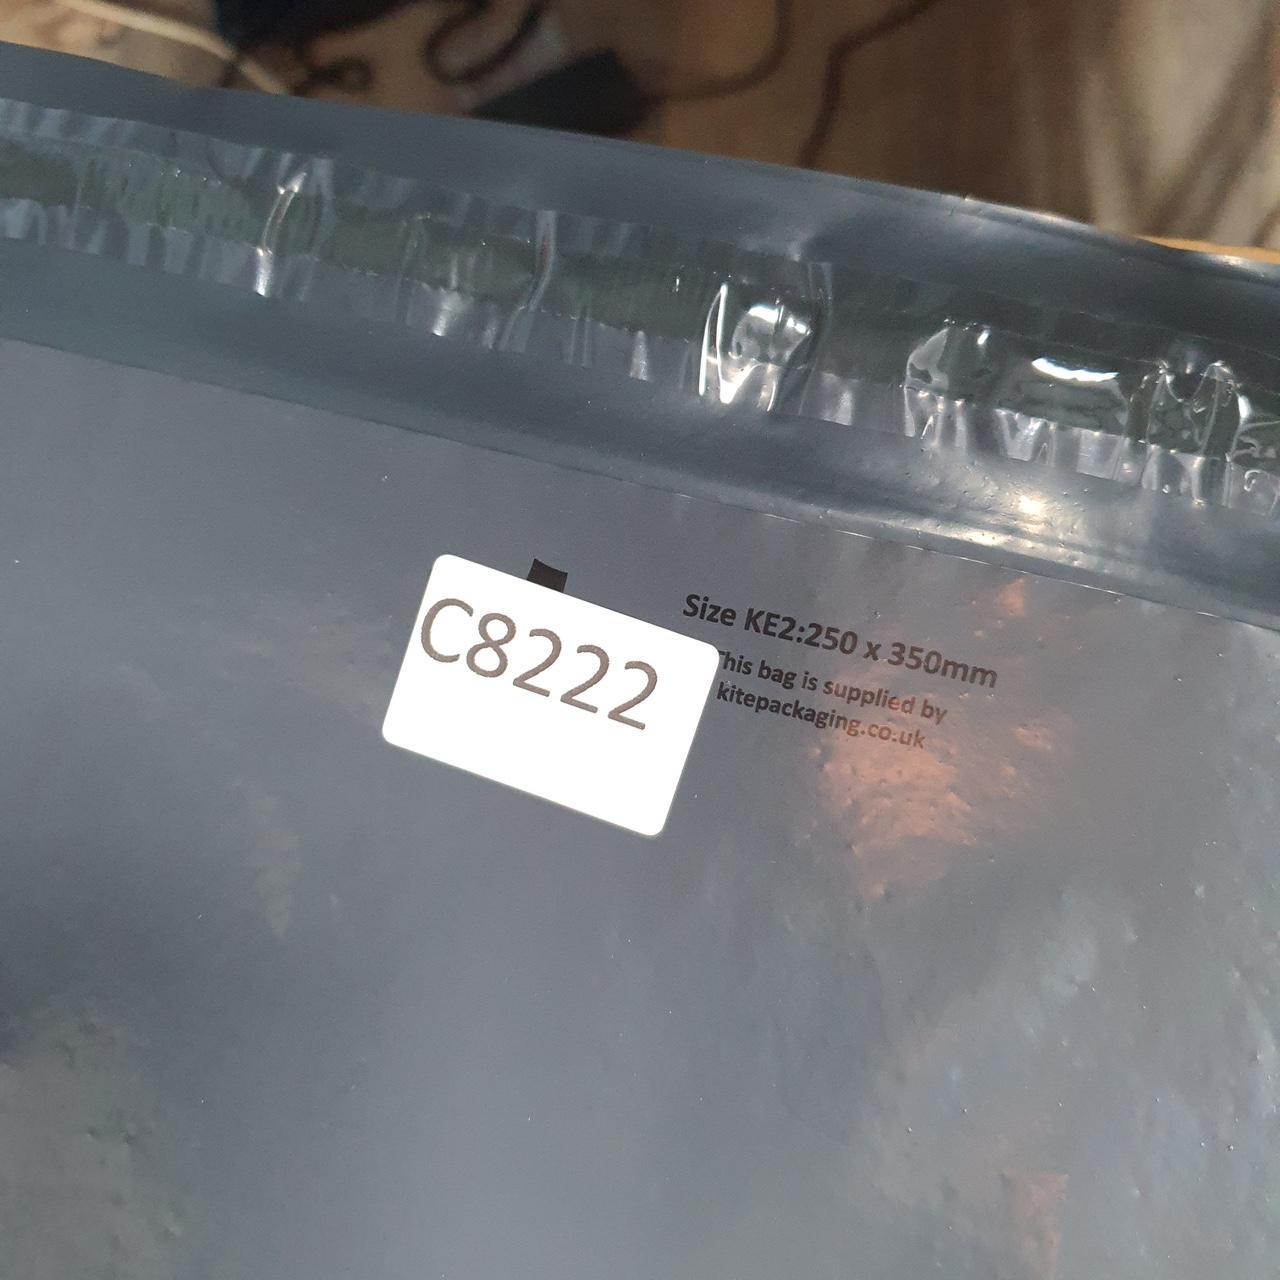 C8222
Size KE2:250 x 350mm
This bag is supplied by
kitepackaging.co.uk